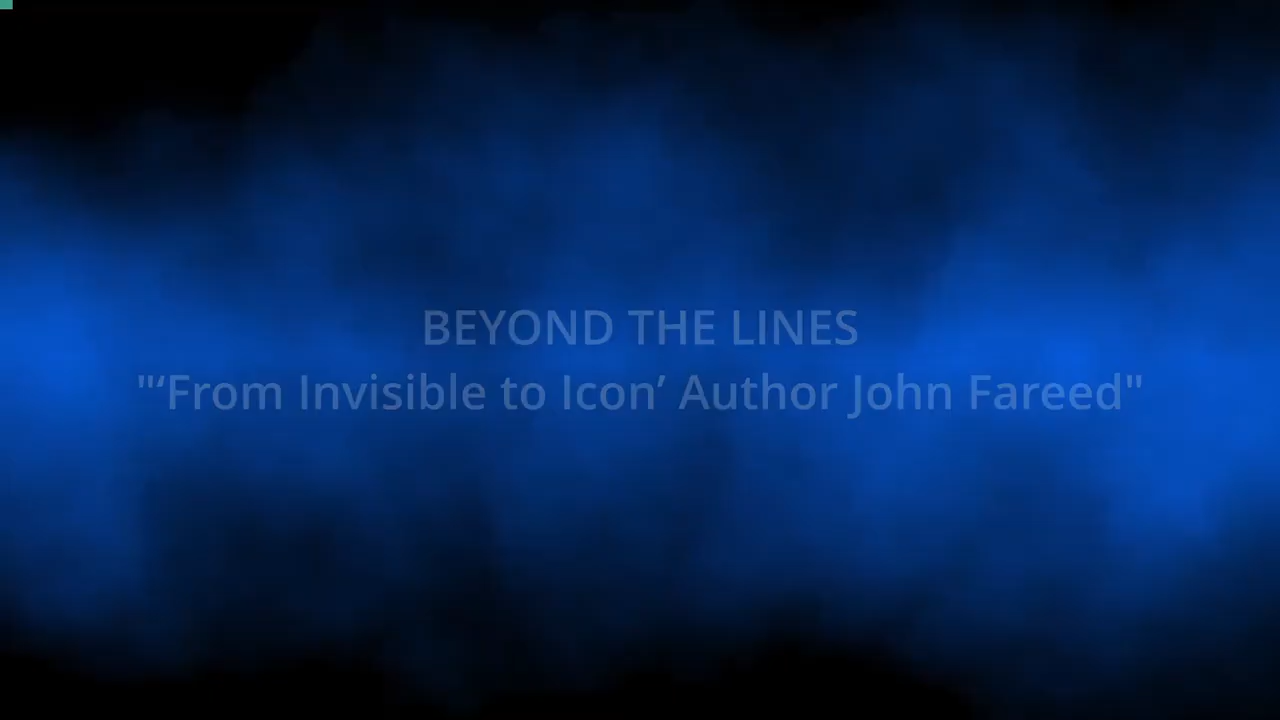 BEYOND THE LINES
"‘From Invisible to Icon’ Author John Fareed"